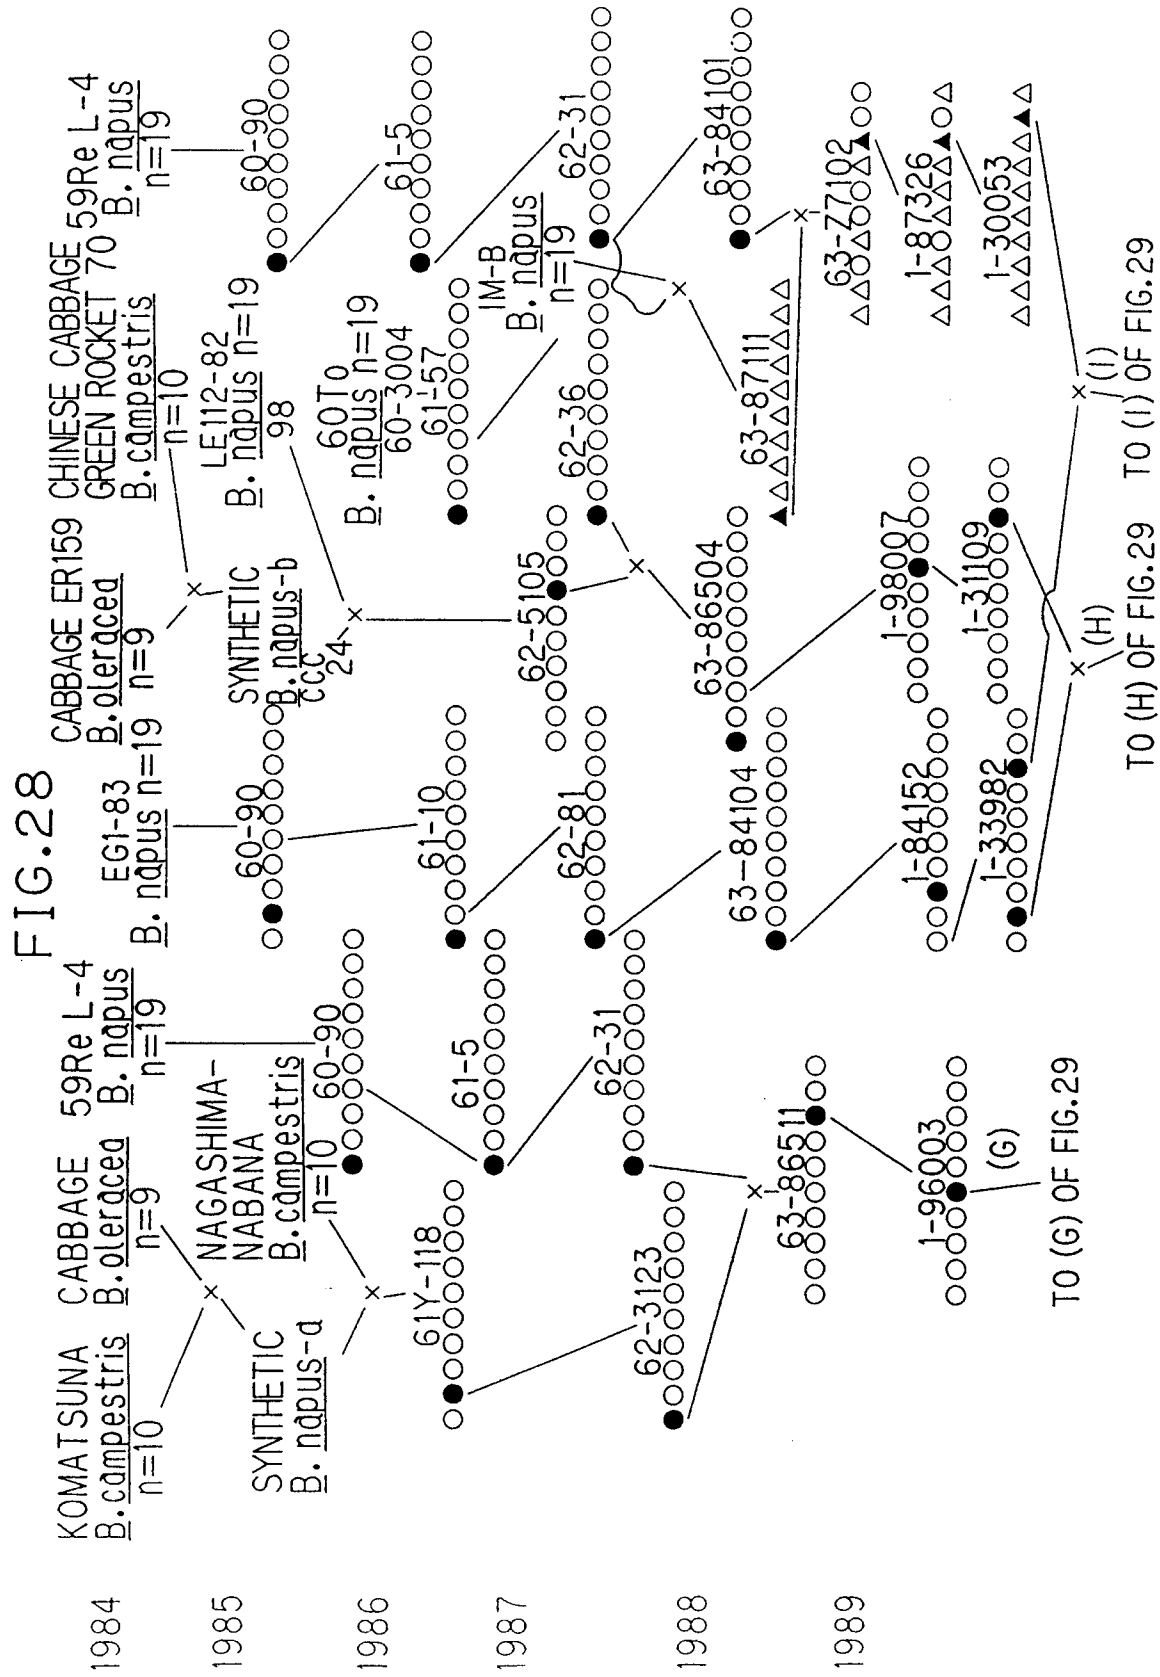 FIG.28
1984
1985
1986
1987
1988
1989
KOMATSUNA
B.campestris
n=10
CABBAGE
B.oleracea
n=9
SYNTHETIC
B.napus-a
NAGASHIMA-
NABANA
B.campestris
n=10
61Y-118
62-3123
59Re L-4
B.napus
n=19
60-90
61-5
62-31
63-86511
1-96003
(G)
TO (G) OF FIG.29
EG1-83
B.napus n=19
60-90
61-10
62-81
63-84104
1-84152
1-33982
CABBAGE ER159
B.oleracea
n=9
CHINESE CABBAGE
GREEN ROCKET 70
B.campestris
n=10
SYNTHETIC
B.napus-b
CCC
24
LE112-82
B.napus n=19
98
62-5105
60To
B.napus n=19
60-3004
61-57
62-36
63-86504
1-98007
1-31109
(H)
TO (H) OF FIG.29
59Re L-4
B.napus
n=19
60-90
61-5
62-31
IM-B
B.napus
n=19
63-87111
63-84101
63-77102
1-87326
1-30053
(I)
TO (I) OF FIG.29